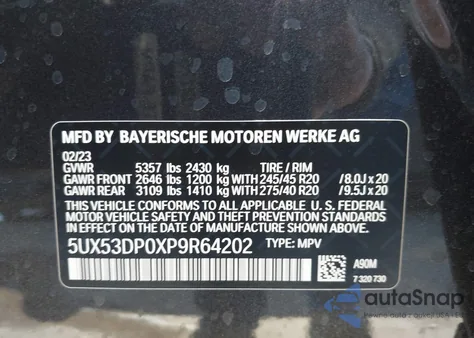 MFD BY BAYERISCHE MOTOREN WERKE AG
02/23
GVWR 5357 lbs 2430 kg TIRE / RIM
GAWR FRONT 2646 lbs 1200 kg WITH 245/45 R20 /8.0J x 20
GAWR REAR 3109 lbs 1410 kg WITH 275/40 R20 /9.5J x 20
THIS VEHICLE CONFORMS TO ALL APPLICABLE U.S. FEDERAL
MOTOR VEHICLE SAFETY, BUMPER, AND THEFT PREVENTION
STANDARDS IN EFFECT ON THE DATE OF MANUFACTURE SHOWN ABOVE.
5UX53DP0XP9R64202 TYPE: MPV
A90M
7 320 730
autoSnap